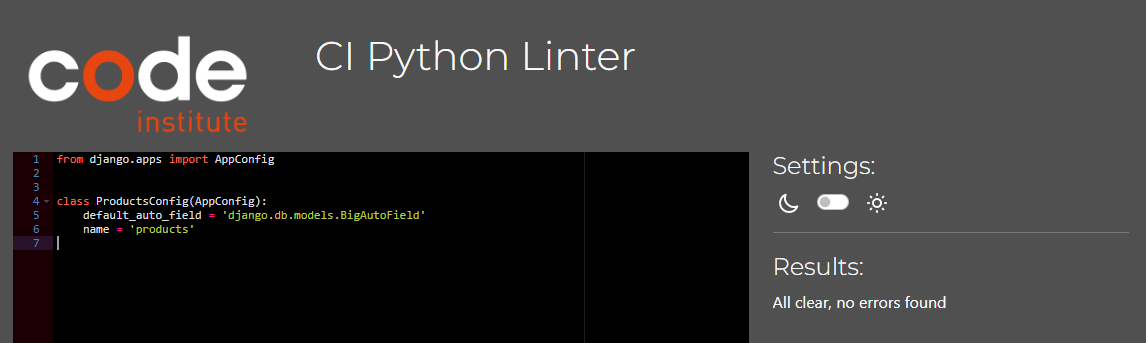 code
institute
CI Python Linter
1 from django.apps import AppConfig
2
3
4 class ProductsConfig(AppConfig):
5     default_auto_field = 'django.db.models.BigAutoField'
6     name = 'products'
7
Settings:
Results:
All clear, no errors found